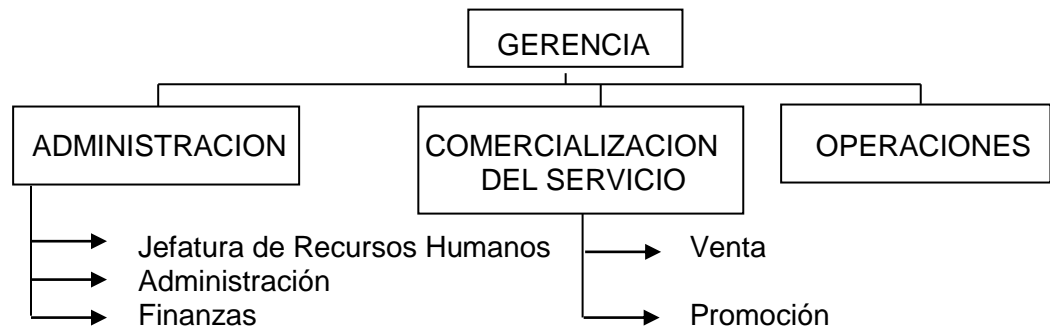 GERENCIA
ADMINISTRACION
COMERCIALIZACION
DEL SERVICIO
OPERACIONES
Jefatura de Recursos Humanos
Administración
Finanzas
Venta
Promoción